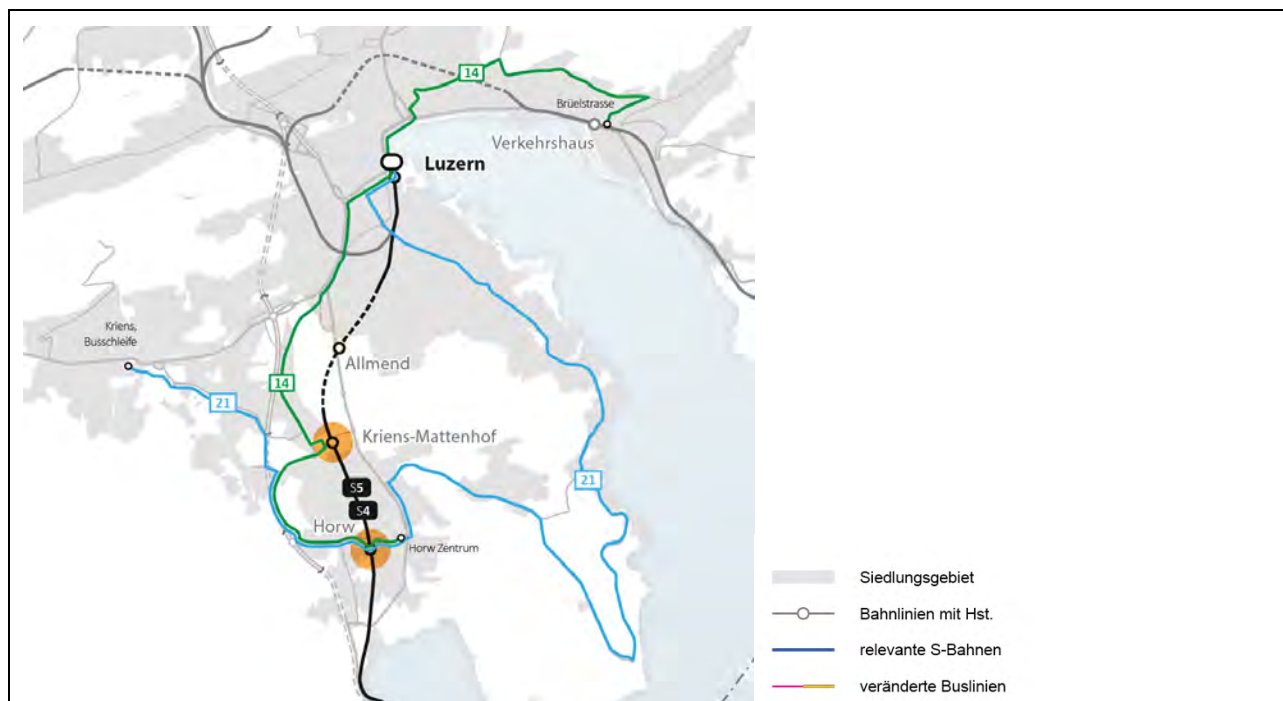 14
Brüelstrasse
Verkehrshaus
Luzern
Kriens,
Busschleife
Allmend
14
21
Kriens-Mattenhof
21
S5
S4
Horw
Horw Zentrum
Siedlungsgebiet
Bahnlinien mit Hst.
relevante S-Bahnen
veränderte Buslinien